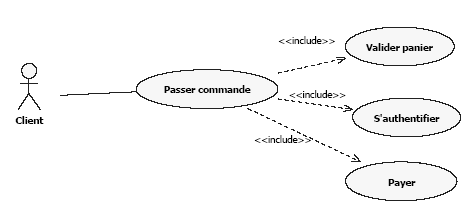 <<include>>
Valider panier
Passer commande
<<include>>
S'authentifier
Client
<<include>>
Payer